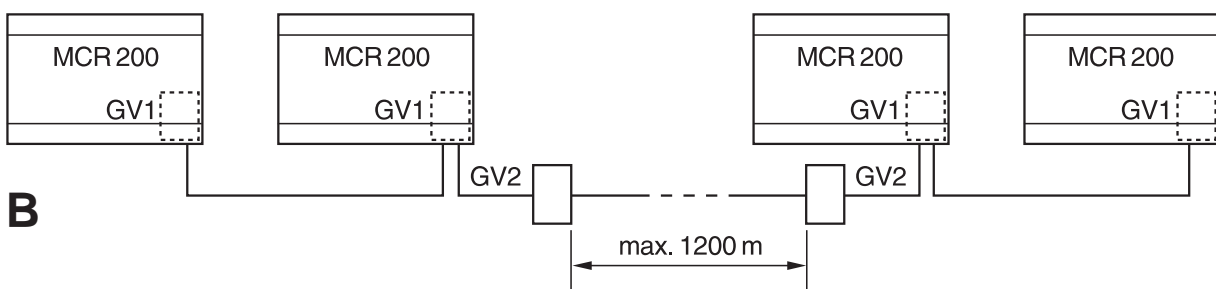 MCR 200 MCR 200 MCR 200 MCR 200
GV1 GV1 GV1 GV1
GV2 GV2
B
max. 1200 m